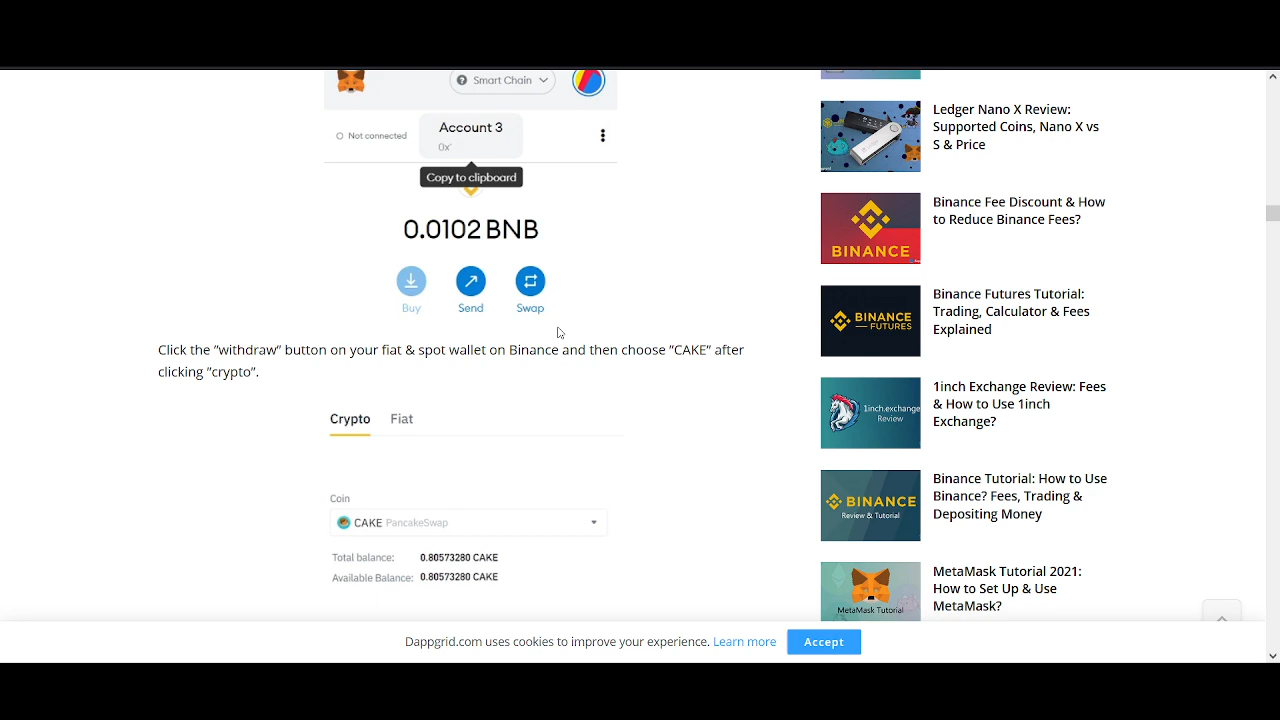 Smart Chain
Not connected
Account 3
0x'
Copy to clipboard
0.0102 BNB
Buy
Send
Swap
Click the "withdraw" button on your fiat & spot wallet on Binance and then choose "CAKE" after
clicking "crypto".
Crypto
Fiat
Coin
CAKE PancakeSwap
Total balance: 0.80573280 CAKE
Available Balance: 0.80573280 CAKE
Ledger Nano X Review:
Supported Coins, Nano X vs
S & Price
BINANCE
Binance Fee Discount & How
to Reduce Binance Fees?
BINANCE
FUTURES
Binance Futures Tutorial:
Trading, Calculator & Fees
Explained
1inch.exchange
Review
1inch Exchange Review: Fees
& How to Use 1inch
Exchange?
BINANCE
Review & Tutorial
Binance Tutorial: How to Use
Binance? Fees, Trading &
Depositing Money
MetaMask Tutorial
MetaMask Tutorial 2021:
How to Set Up & Use
MetaMask?
Dappgrid.com uses cookies to improve your experience. Learn more
Accept